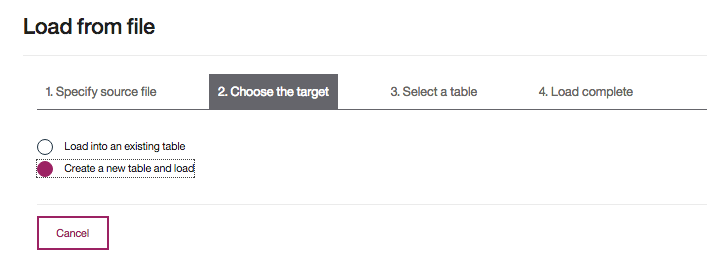 Load from file
1. Specify source file 2. Choose the target 3. Select a table 4. Load complete
Load into an existing table
Create a new table and load
Cancel